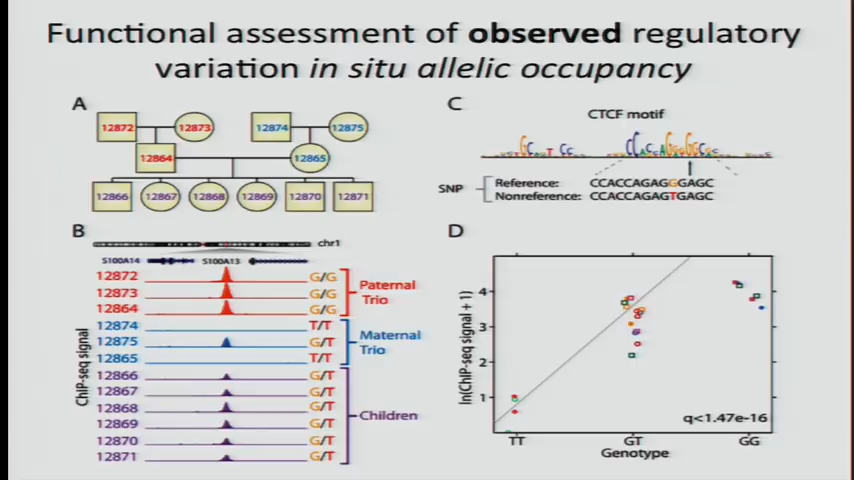 Functional assessment of observed regulatory
variation in situ allelic occupancy
A
12872 12873 12874 12875
12864 12865
12866 12867 12868 12869 12870 12871
B
chr1
S100A14 S100A13
ChIP-seq signal
12872 G/G
12873 G/G
12864 G/G
Paternal
Trio
12874 T/T
12875 G/T
12865 T/T
Maternal
Trio
12866 G/T
12867 G/T
12868 G/T
12869 G/T
12870 G/T
12871 G/T
Children
C
CTCF motif
SNP
Reference: CCACCAGAGGGAGC
Nonreference: CCACCAGAGTGAGC
D
ln(ChIP-seq signal + 1)
4
3
2
1
q<1.47e-16
TT GT GG
Genotype